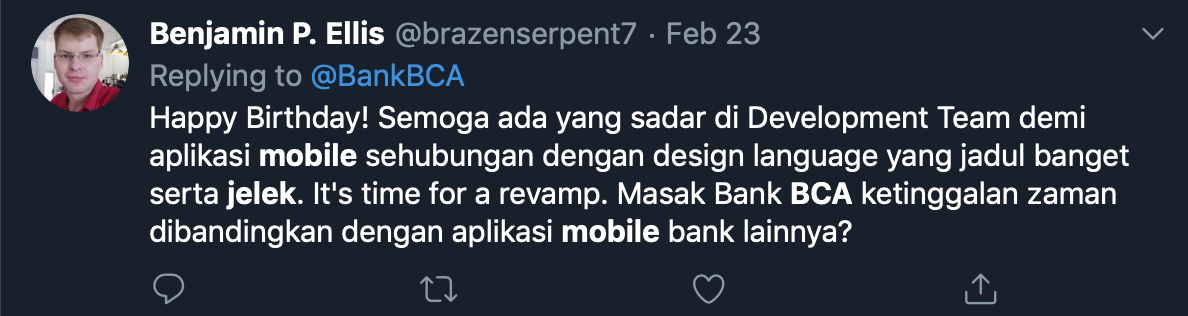 Benjamin P. Ellis @brazenserpent7 · Feb 23
Replying to @BankBCA
Happy Birthday! Semoga ada yang sadar di Development Team demi
aplikasi mobile sehubungan dengan design language yang jadul banget
serta jelek. It's time for a revamp. Masak Bank BCA ketinggalan zaman
dibandingkan dengan aplikasi mobile bank lainnya?